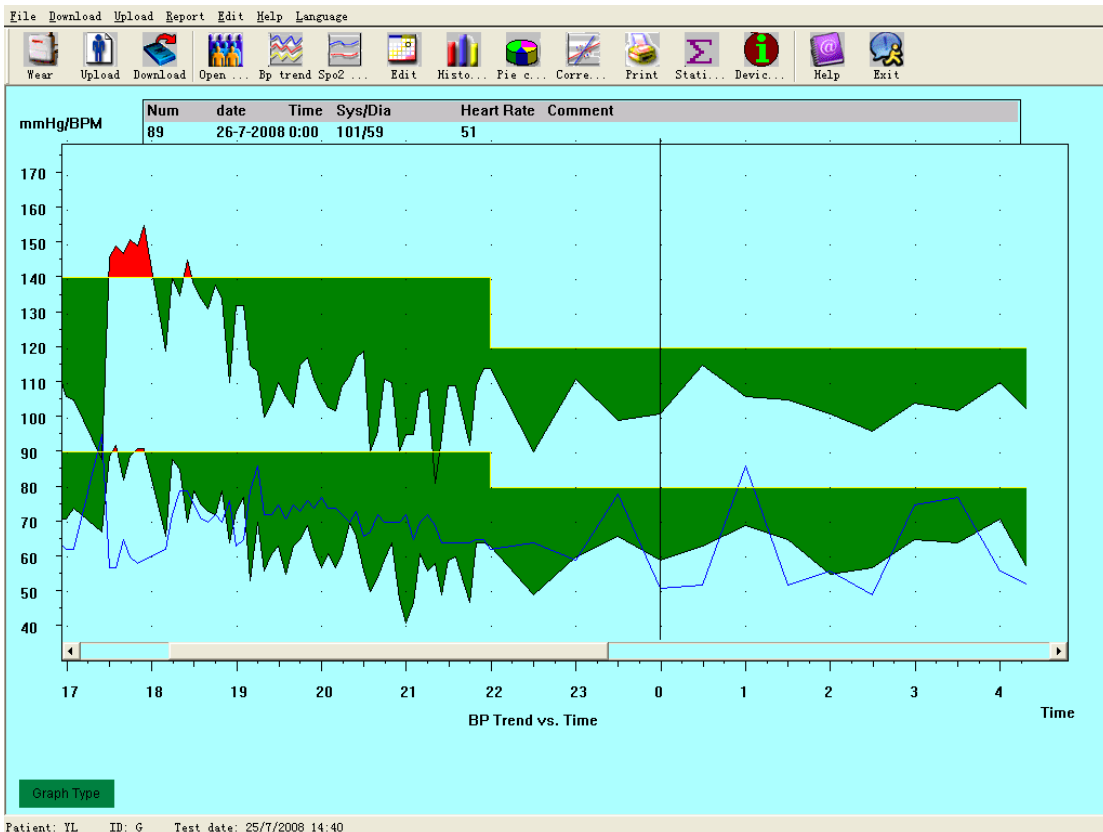 File Download Upload Report Edit Help Language
Wear Upload Download Open ... Bp trend Spo2 ... Edit Histo... Pie c... Corre... Print Stati... Devic... Help Exit
mmHg/BPM
Num date Time Sys/Dia Heart Rate Comment
89 26-7-2008 0:00 101/59 51
170
160
150
140
130
120
110
100
90
80
70
60
50
40
17 18 19 20 21 22 23 0 1 2 3 4
Time
BP Trend vs. Time
Graph Type
Patient: YL ID: G Test date: 25/7/2008 14:40